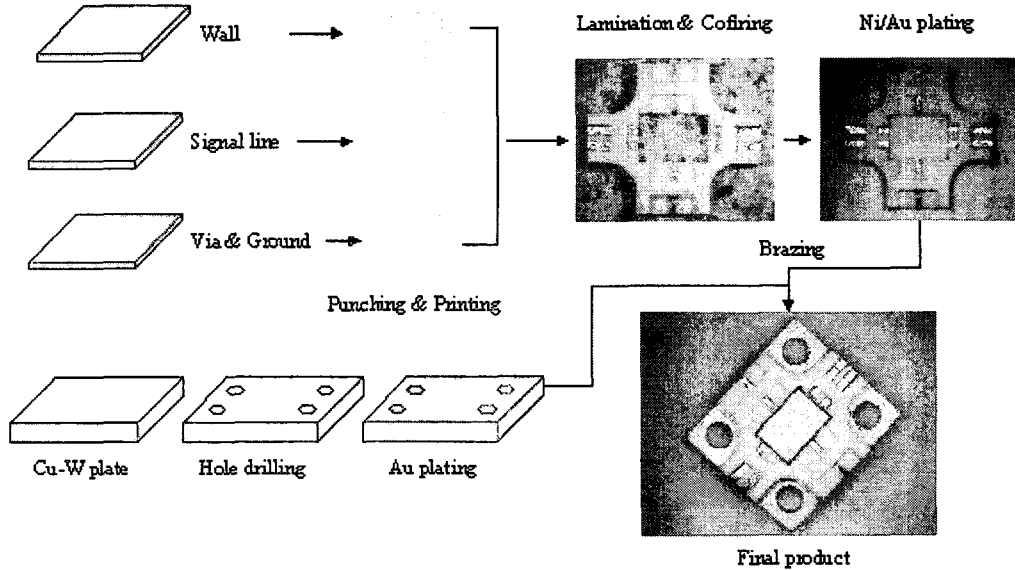 Lamination & Cofiring
Ni/Au plating
Wall
Signal line
Via & Ground
Brazing
Punching & Printing
Cu-W plate
Hole drilling
Au plating
Final product